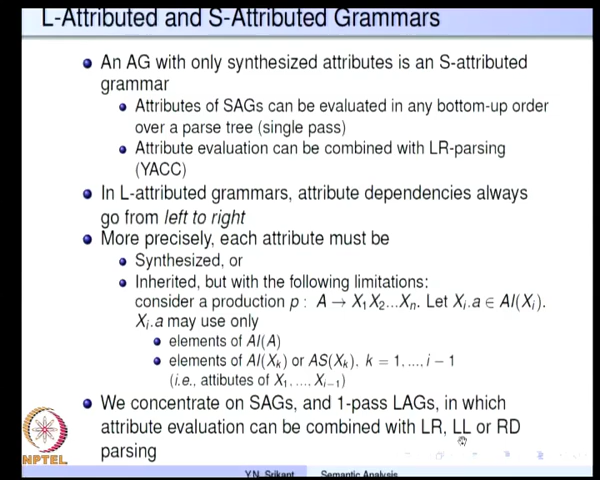 L-Attributed and S-Attributed Grammars
An AG with only synthesized attributes is an S-attributed
grammar
Attributes of SAGs can be evaluated in any bottom-up order
over a parse tree (single pass)
Attribute evaluation can be combined with LR-parsing
(YACC)
In L-attributed grammars, attribute dependencies always
go from left to right
More precisely, each attribute must be
Synthesized, or
Inherited, but with the following limitations:
consider a production p : A → X₁X₂...Xₙ. Let Xᵢ.a ∈ AI(Xᵢ).
Xᵢ.a may use only
elements of AI(A)
elements of AI(Xₖ) or AS(Xₖ), k = 1, ..., i − 1
(i.e., attibutes of X₁, ..., Xᵢ₋₁)
We concentrate on SAGs, and 1-pass LAGs, in which
attribute evaluation can be combined with LR, LL or RD
parsing
NPTEL
Y.N. Srikant Semantic Analysis